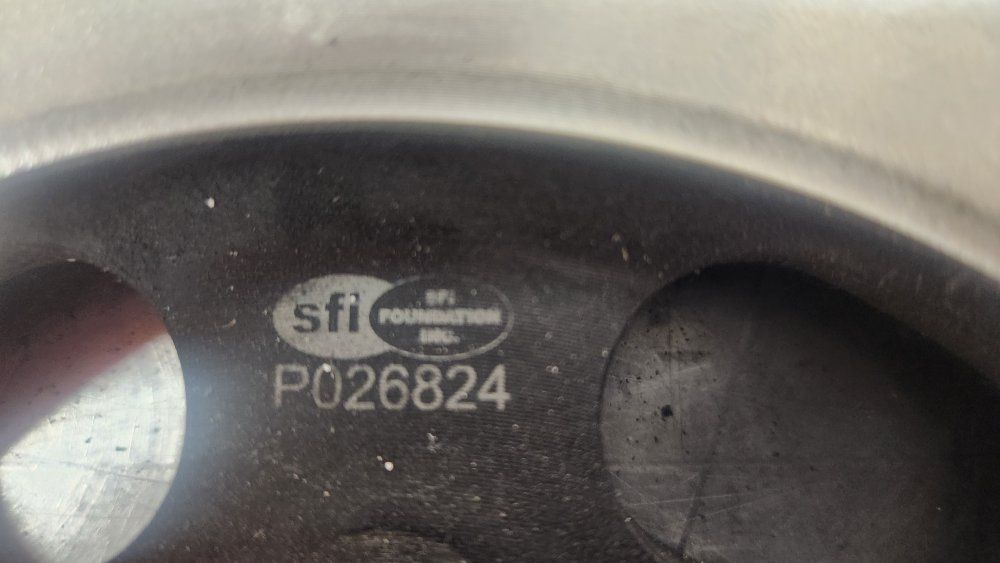 sfi
SFI
FOUNDATION
INC.
P026824